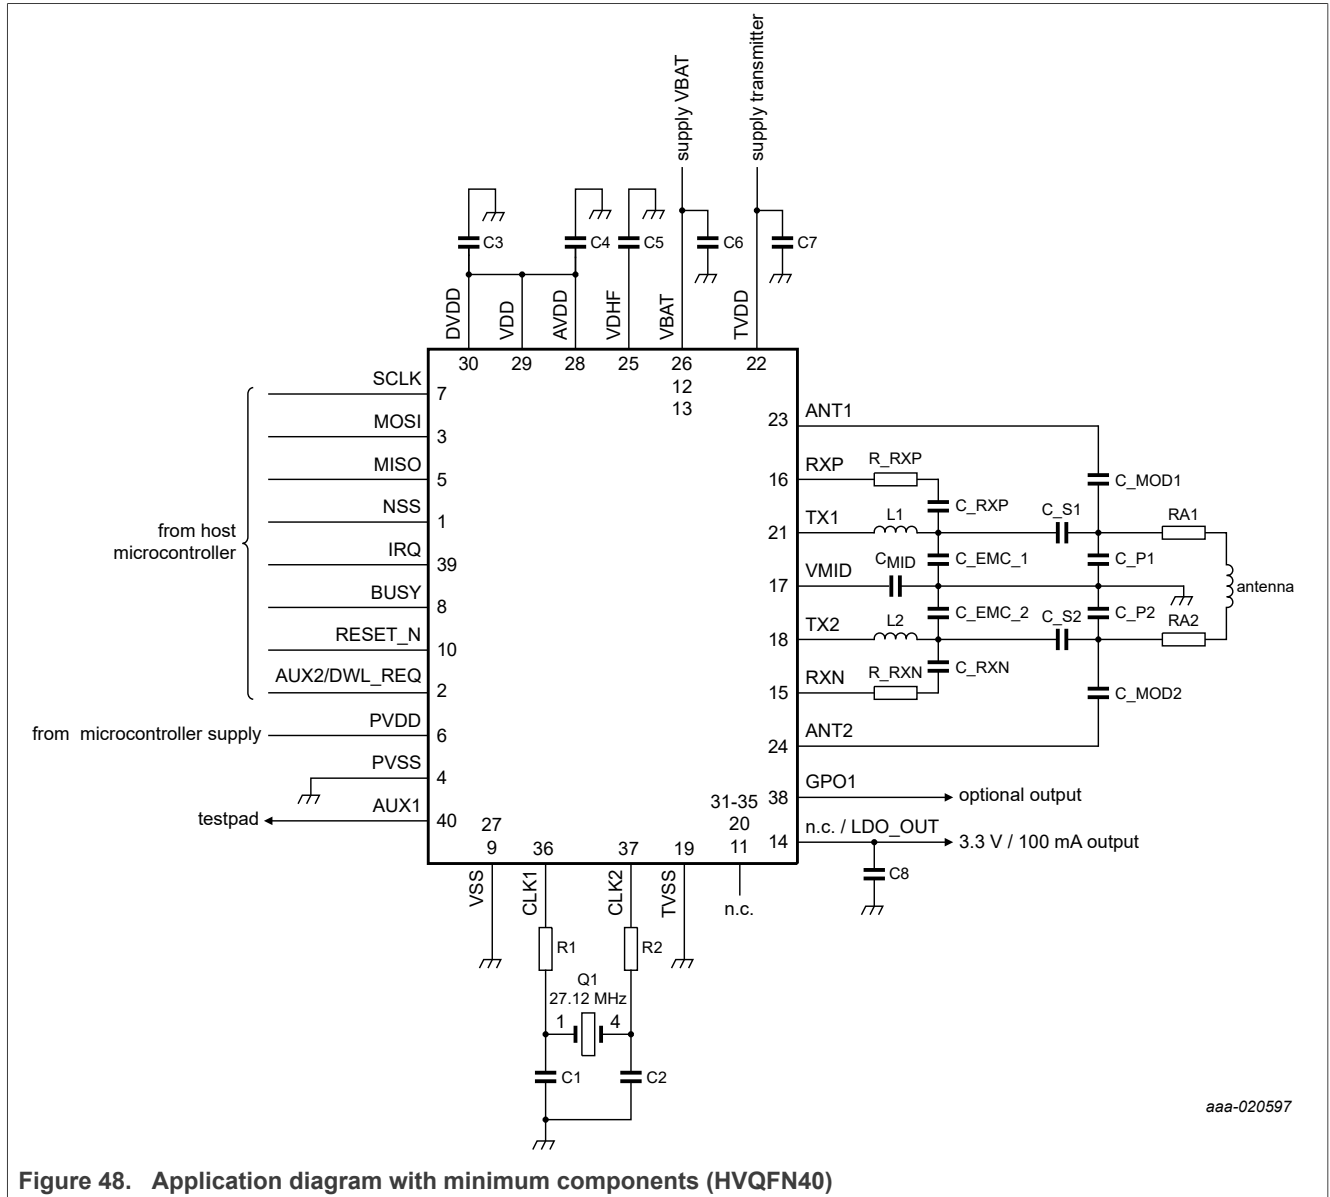 supply VBAT
supply transmitter
C3
C4
C5
C6
C7
DVDD
VDD
AVDD
VDHF
VBAT
TVDD
30
29
28
25
26
22
12
13
SCLK
7
MOSI
3
MISO
5
NSS
1
from host
microcontroller
IRQ
39
BUSY
8
RESET_N
10
AUX2/DWL_REQ
2
from microcontroller supply
PVDD
6
PVSS
4
testpad
AUX1
40
23
ANT1
C_MOD1
16
RXP
R_RXP
C_RXP
21
TX1
L1
C_S1
RA1
C_EMC_1
C_P1
17
VMID
CMID
antenna
C_EMC_2
C_P2
18
TX2
L2
C_S2
RA2
C_RXN
15
RXN
R_RXN
C_MOD2
24
ANT2
38
GPO1
optional output
14
n.c. / LDO_OUT
3.3 V / 100 mA output
C8
27
9
36
37
19
31-35
20
11
VSS
CLK1
CLK2
TVSS
n.c.
R1
R2
Q1
27.12 MHz
1
4
C1
C2
aaa-020597
Figure 48. Application diagram with minimum components (HVQFN40)